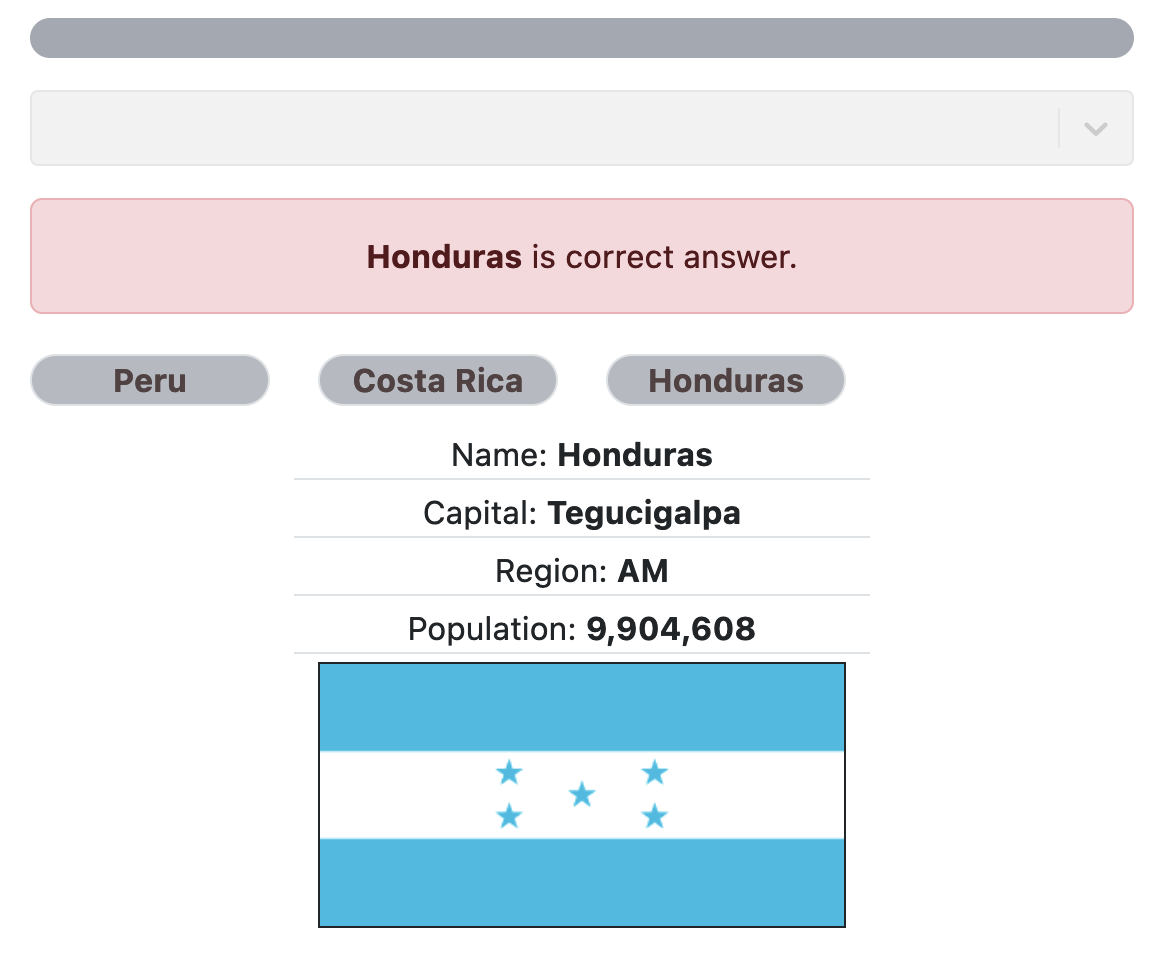 Honduras is correct answer.
Peru Costa Rica Honduras
Name: Honduras
Capital: Tegucigalpa
Region: AM
Population: 9,904,608